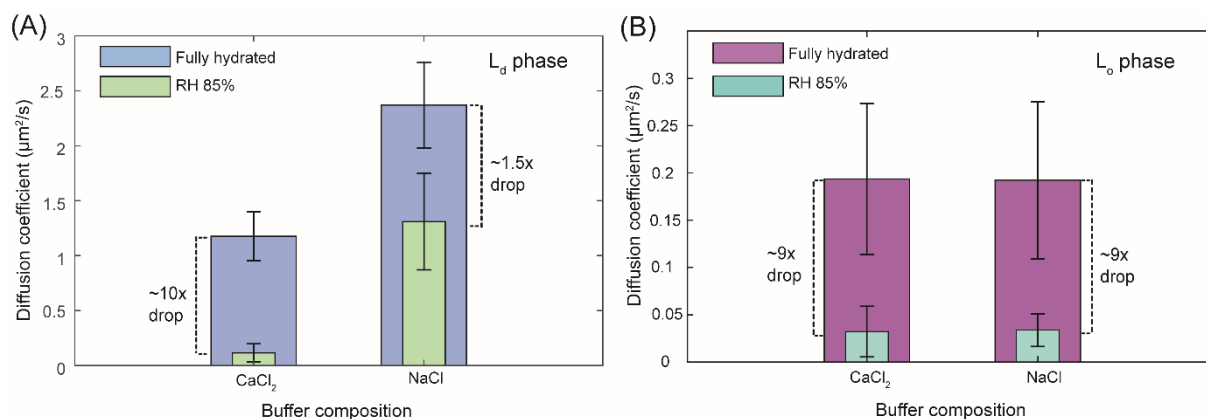 (A)
3
2.5
2
1.5
1
0.5
0
Diffusion coefficient (μm²/s)
Fully hydrated
RH 85%
L_d phase
~10x
drop
~1.5x
drop
CaCl₂
NaCl
Buffer composition
(B)
0.3
0.25
0.2
0.15
0.1
0.05
0
Diffusion coefficient (μm²/s)
Fully hydrated
RH 85%
Lₒ phase
~9x
drop
~9x
drop
CaCl₂
NaCl
Buffer composition